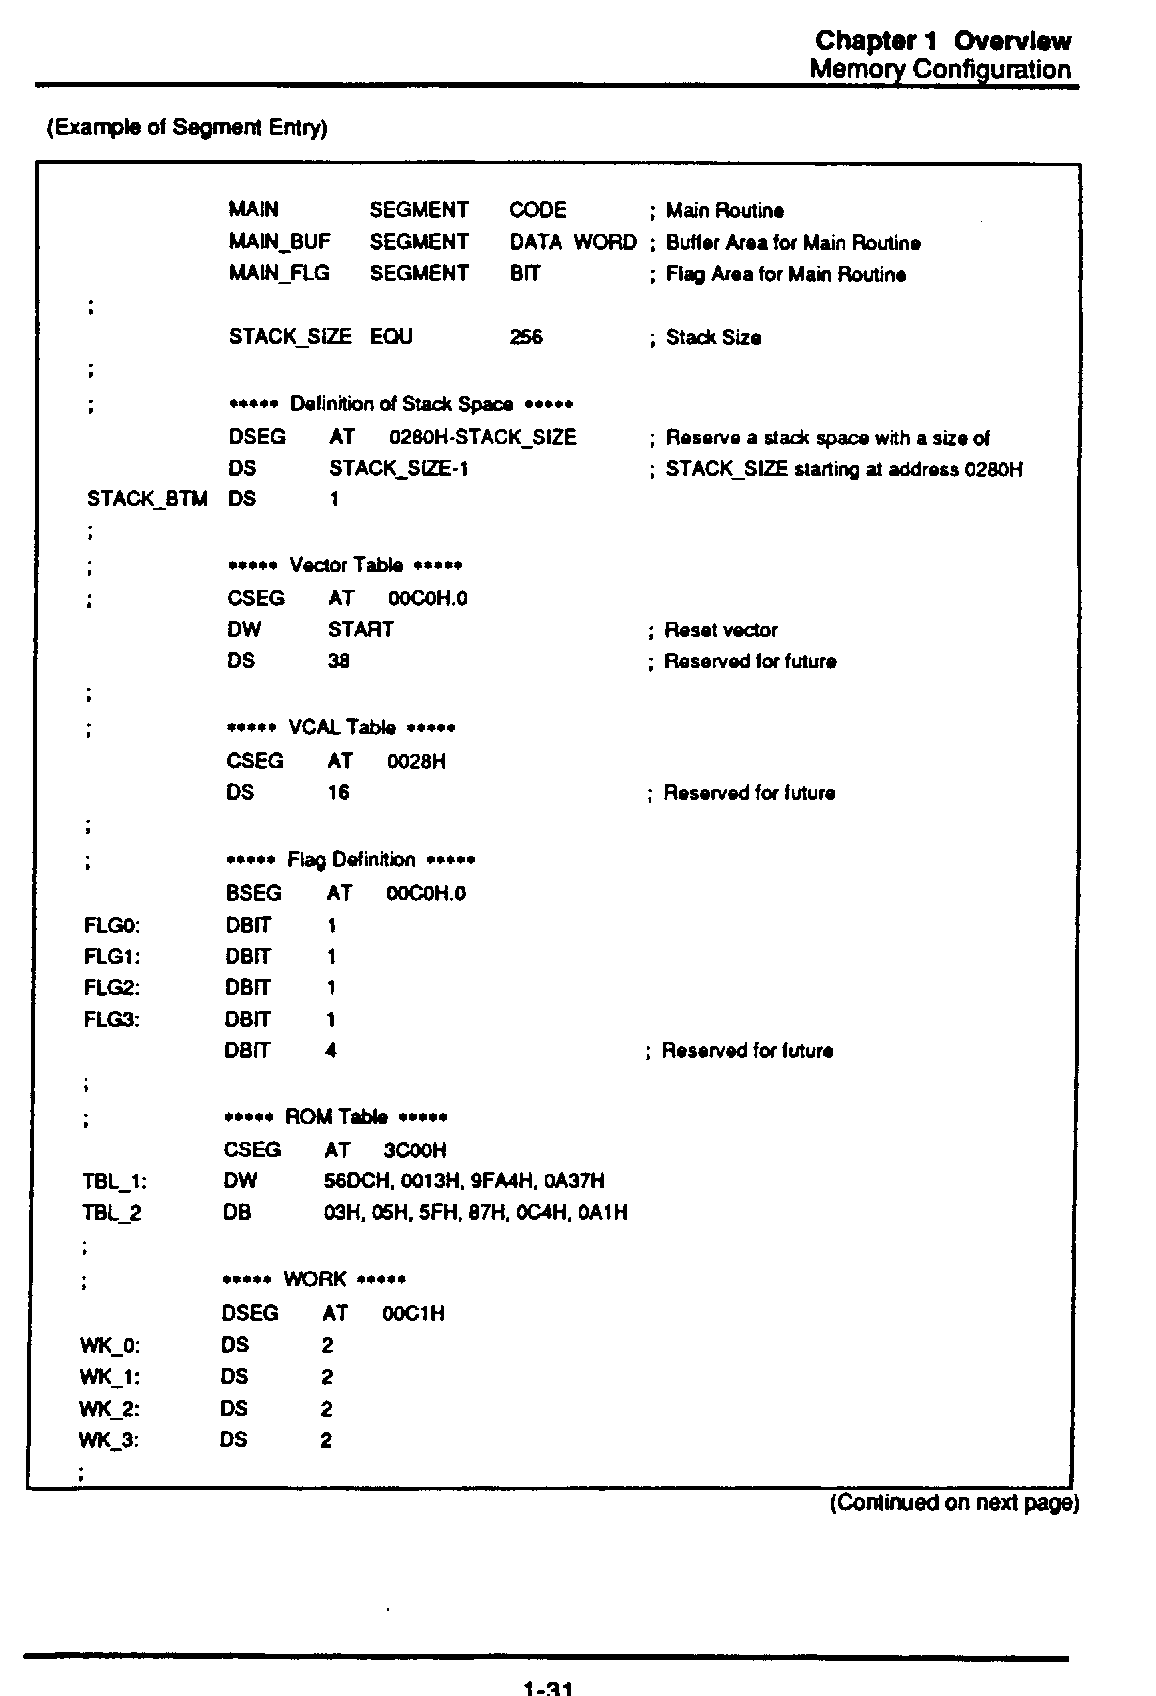 Chapter 1 Overview
Memory Configuration
(Example of Segment Entry)
MAIN SEGMENT CODE ; Main Routine
MAIN_BUF SEGMENT DATA WORD ; Buffer Area for Main Routine
MAIN_FLG SEGMENT BIT ; Flag Area for Main Routine
;
STACK_SIZE EQU 256 ; Stack Size
;
; ***** Definition of Stack Space *****
DSEG AT 0280H-STACK_SIZE ; Reserve a stack space with a size of
DS STACK_SIZE-1 ; STACK_SIZE starting at address 0280H
STACK_BTM DS 1
;
; ***** Vector Table *****
; CSEG AT 00C0H.0
DW START ; Reset vector
DS 38 ; Reserved for future
;
; ***** VCAL Table *****
CSEG AT 0028H
DS 16 ; Reserved for future
;
; ***** Flag Definition *****
BSEG AT 00C0H.0
FLG0: DBIT 1
FLG1: DBIT 1
FLG2: DBIT 1
FLG3: DBIT 1
DBIT 4 ; Reserved for future
;
; ***** ROM Table *****
CSEG AT 3C00H
TBL_1: DW 56DCH, 0013H, 9FA4H, 0A37H
TBL_2 DB 03H, 05H, 5FH, 87H, 0C4H, 0A1H
;
; ***** WORK *****
DSEG AT 00C1H
WK_0: DS 2
WK_1: DS 2
WK_2: DS 2
WK_3: DS 2
;
(Continued on next page)
1-31